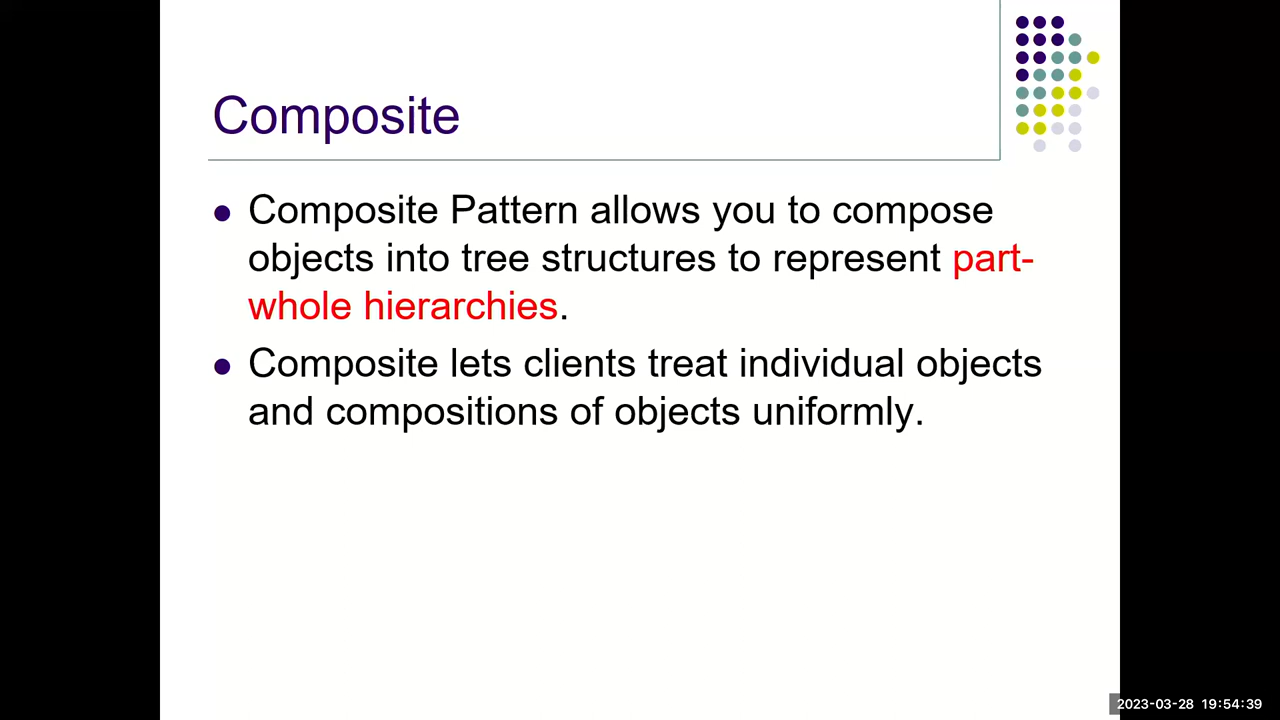 Composite
● Composite Pattern allows you to compose
objects into tree structures to represent part-
whole hierarchies.
● Composite lets clients treat individual objects
and compositions of objects uniformly.
2023-03-28 19:54:39